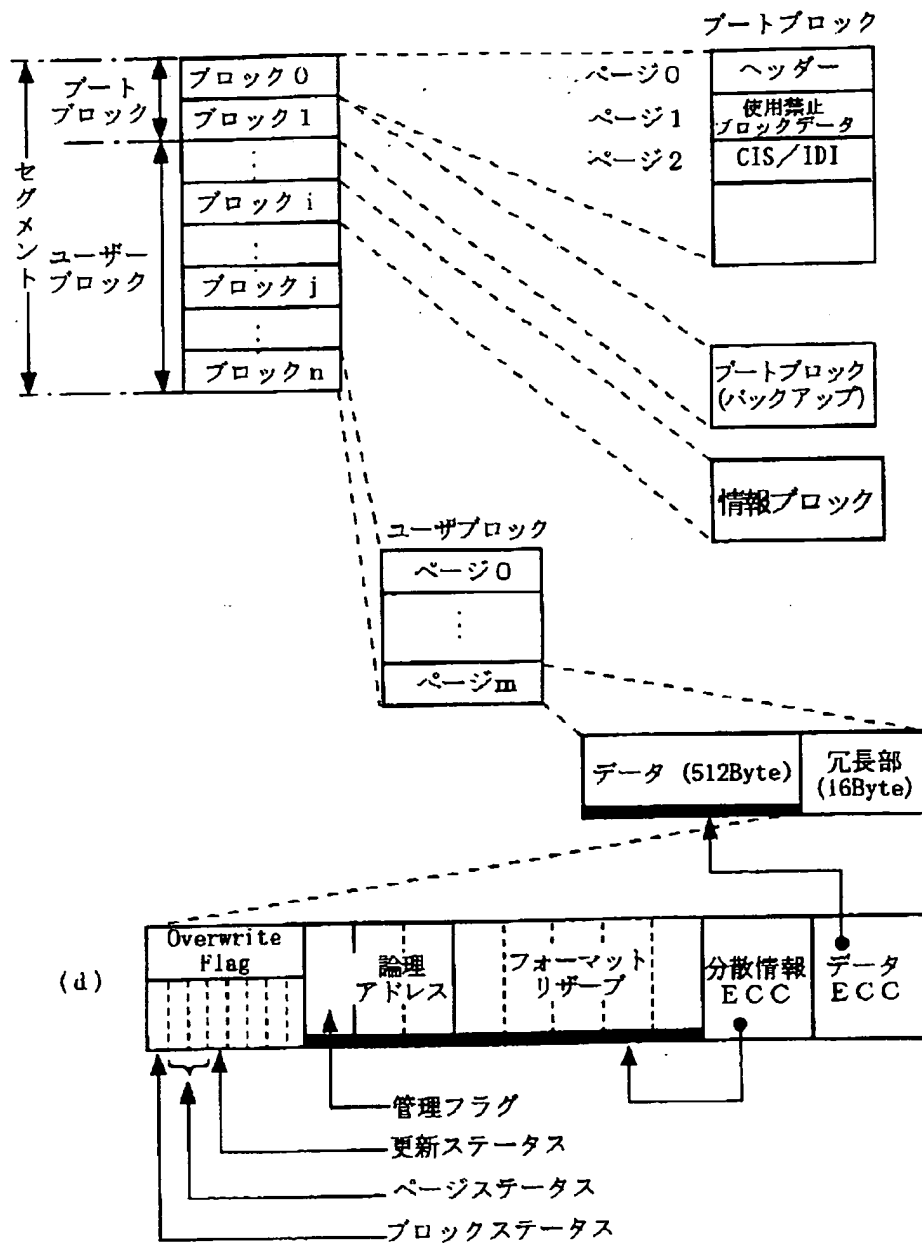 ブートブロック
ページ0
ヘッダー
ページ1
使用禁止
ブロックデータ
ページ2
CIS／IDI
セグメント
ブート
ブロック
ユーザー
ブロック
ブロック0
ブロック1
⋮
ブロックi
⋮
ブロックj
⋮
ブロックn
ブートブロック
(バックアップ)
情報ブロック
ユーザブロック
ページ0
⋮
ページm
データ (512Byte)
冗長部
(16Byte)
(d)
Overwrite
Flag
論理
アドレス
フォーマット
リザーブ
分散情報
ECC
データ
ECC
管理フラグ
更新ステータス
ページステータス
ブロックステータス